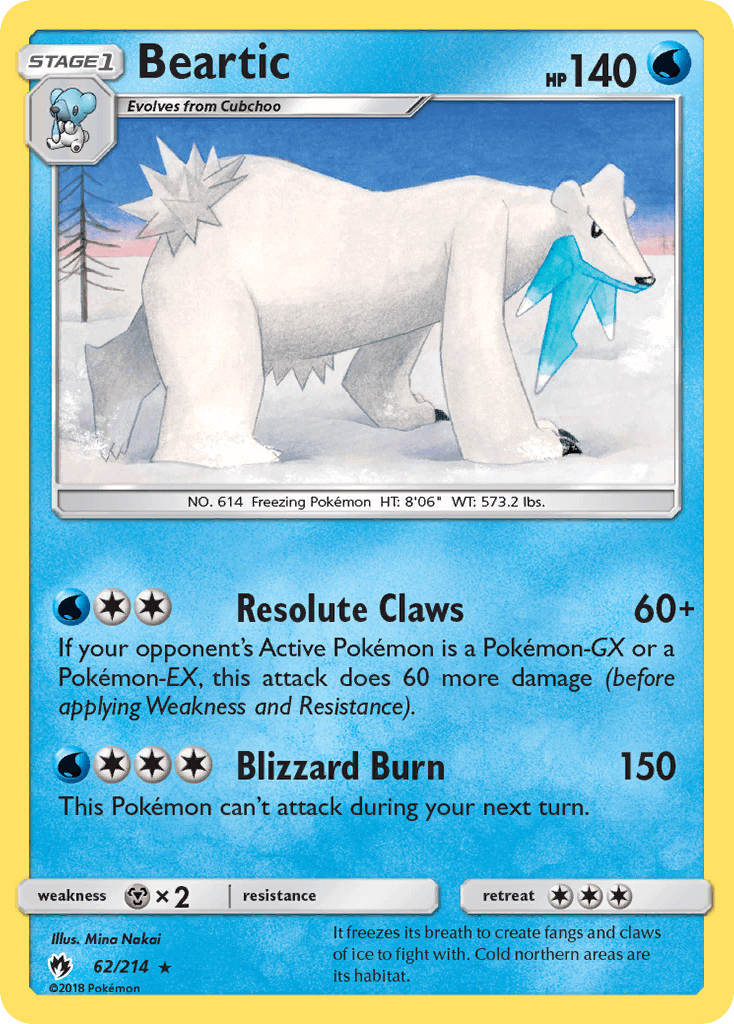 STAGE1
Beartic
HP 140
Evolves from Cubchoo
NO. 614 Freezing Pokémon HT: 8'06" WT: 573.2 lbs.
Resolute Claws 60+
If your opponent's Active Pokémon is a Pokémon-GX or a
Pokémon-EX, this attack does 60 more damage (before
applying Weakness and Resistance).
Blizzard Burn 150
This Pokémon can't attack during your next turn.
weakness ×2 resistance retreat
Illus. Mina Nakai
62/214 ★
©2018 Pokémon
It freezes its breath to create fangs and claws
of ice to fight with. Cold northern areas are
its habitat.